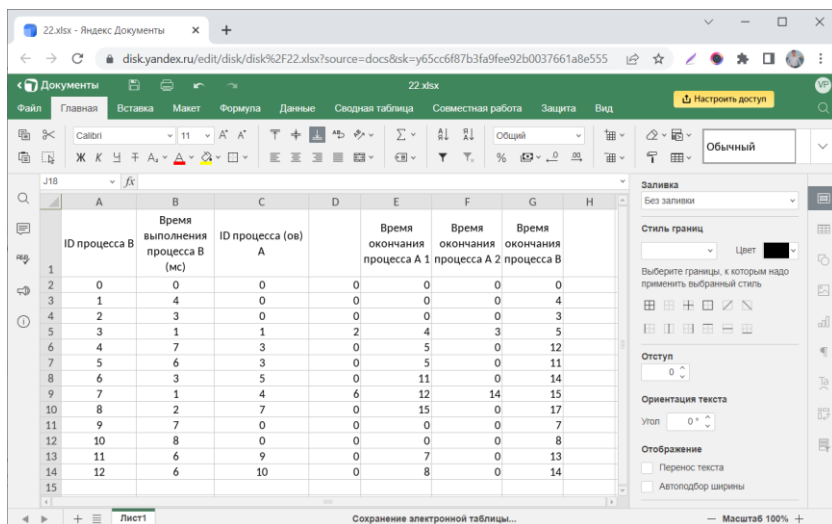 22.xlsx - Яндекс Документы
disk.yandex.ru/edit/disk/disk%2F22.xlsx?source=docs&sk=y65cc6f87b3fa9fee92b0037661a8e555
Документы
22.xlsx
VP
Файл Главная Вставка Макет Формула Данные Сводная таблица Совместная работа Защита Вид
Настроить доступ
Calibri 11 Общий
Обычный
Ж К Ч
J18 fx
Заливка
Без заливки
A B C D E F G H
1 ID процесса B Время выполнения процесса B (мс) ID процесса (ов) A Время окончания процесса A 1 Время окончания процесса A 2 Время окончания процесса B
2 0 0 0 0 0 0 0
3 1 4 0 0 0 0 4
4 2 3 0 0 0 0 3
5 3 1 1 2 4 3 5
6 4 7 3 0 5 0 12
7 5 6 3 0 5 0 11
8 6 3 5 0 11 0 14
9 7 1 4 6 12 14 15
10 8 2 7 0 15 0 17
11 9 7 0 0 0 0 7
12 10 8 0 0 0 0 8
13 11 6 9 0 7 0 13
14 12 6 10 0 8 0 14
15
Стиль границ
Цвет
Выберите границы, к которым надо
применить выбранный стиль
Отступ
0
Ориентация текста
Угол 0 °
Отображение
Перенос текста
Автоподбор ширины
Лист1 Сохранение электронной таблицы... Масштаб 100%